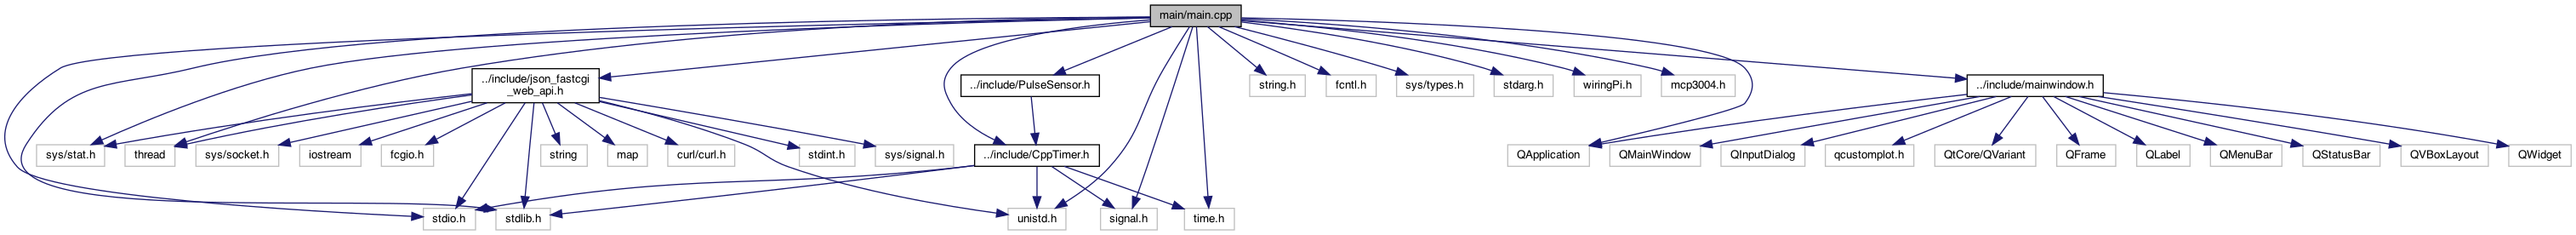 main/main.cpp
../include/json_fastcgi
_web_api.h
../include/PulseSensor.h
string.h
fcntl.h
sys/types.h
stdarg.h
wiringPi.h
mcp3004.h
../include/mainwindow.h
sys/stat.h
thread
sys/socket.h
iostream
fcgio.h
string
map
curl/curl.h
stdint.h
sys/signal.h
../include/CppTimer.h
QApplication
QMainWindow
QInputDialog
qcustomplot.h
QtCore/QVariant
QFrame
QLabel
QMenuBar
QStatusBar
QVBoxLayout
QWidget
stdio.h
stdlib.h
unistd.h
signal.h
time.h